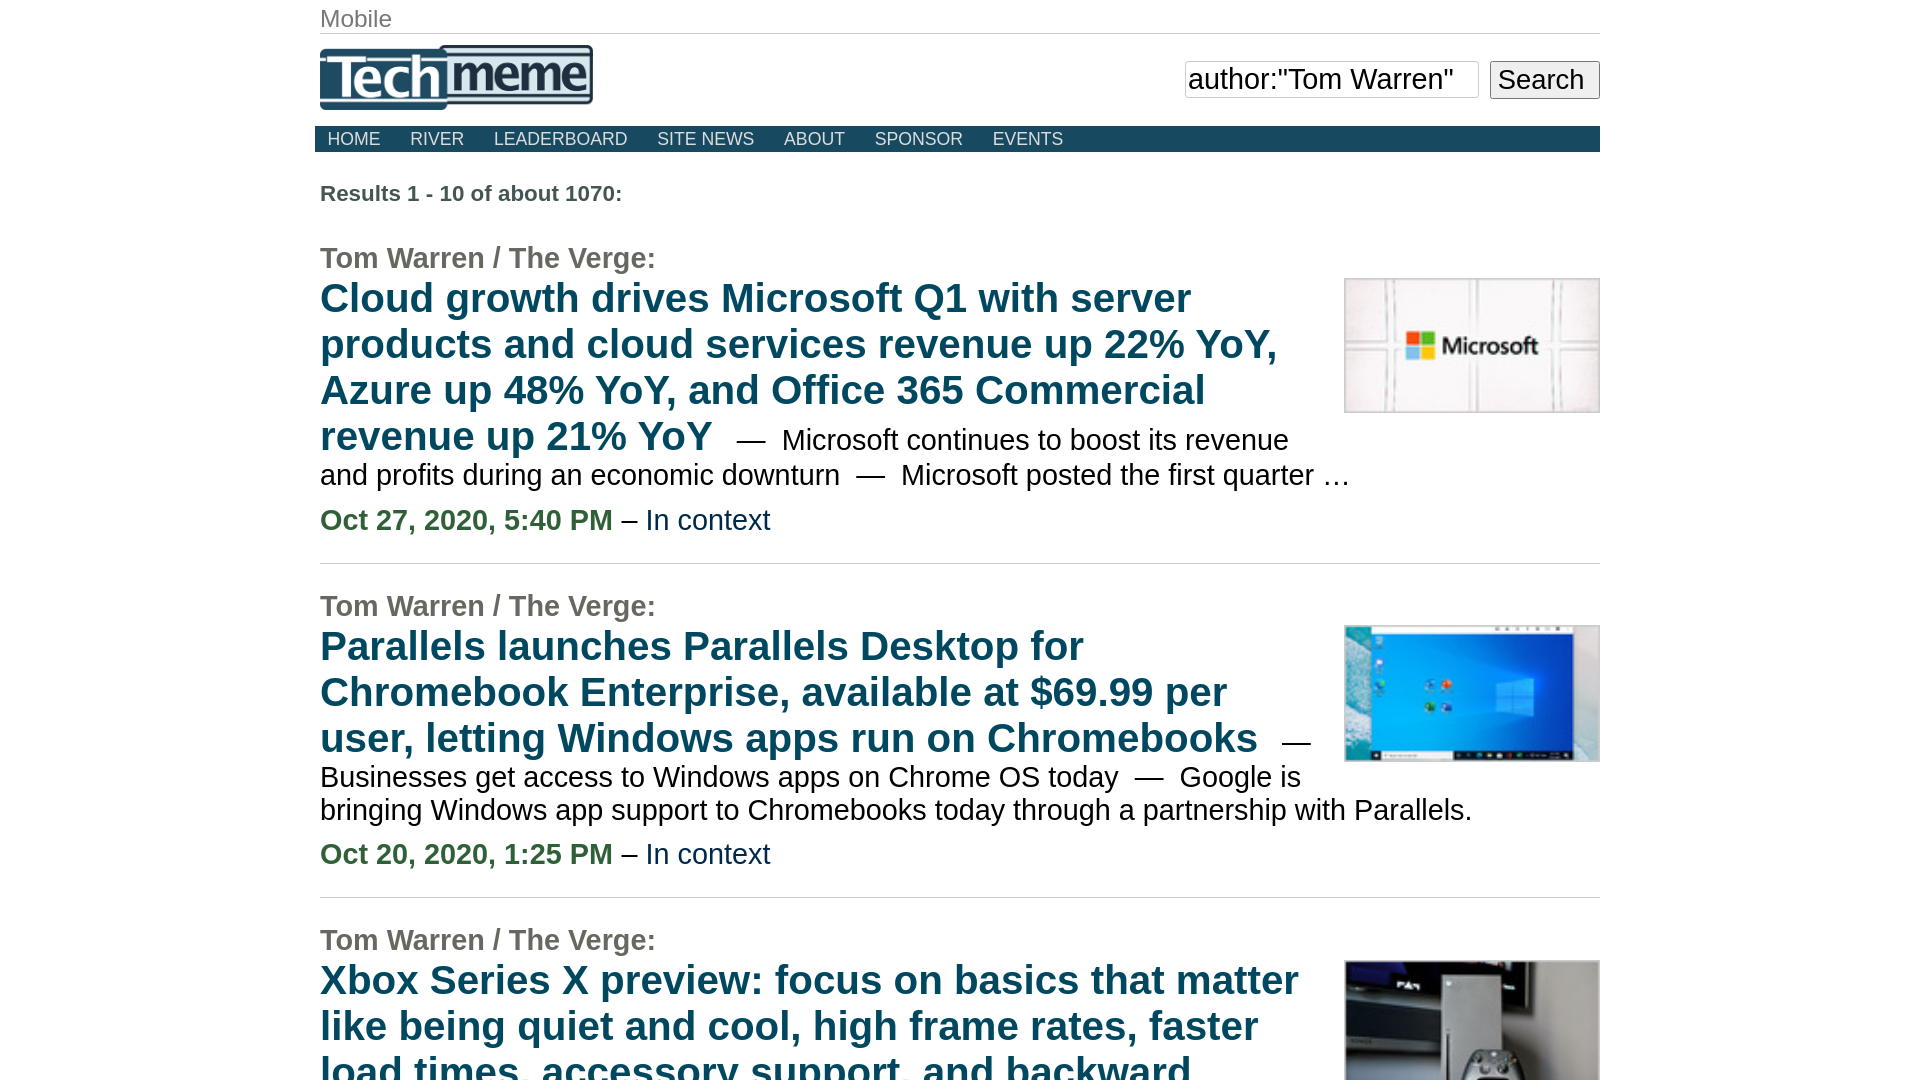 Mobile
Techmeme
author:"Tom Warren"
Search
HOME RIVER LEADERBOARD SITE NEWS ABOUT SPONSOR EVENTS
Results 1 - 10 of about 1070:
Tom Warren / The Verge:
Cloud growth drives Microsoft Q1 with server
products and cloud services revenue up 22% YoY,
Azure up 48% YoY, and Office 365 Commercial
revenue up 21% YoY — Microsoft continues to boost its revenue
and profits during an economic downturn — Microsoft posted the first quarter …
Microsoft
Oct 27, 2020, 5:40 PM – In context
Tom Warren / The Verge:
Parallels launches Parallels Desktop for
Chromebook Enterprise, available at $69.99 per
user, letting Windows apps run on Chromebooks —
Businesses get access to Windows apps on Chrome OS today — Google is
bringing Windows app support to Chromebooks today through a partnership with Parallels.
Oct 20, 2020, 1:25 PM – In context
Tom Warren / The Verge:
Xbox Series X preview: focus on basics that matter
like being quiet and cool, high frame rates, faster
load times, accessory support, and backward